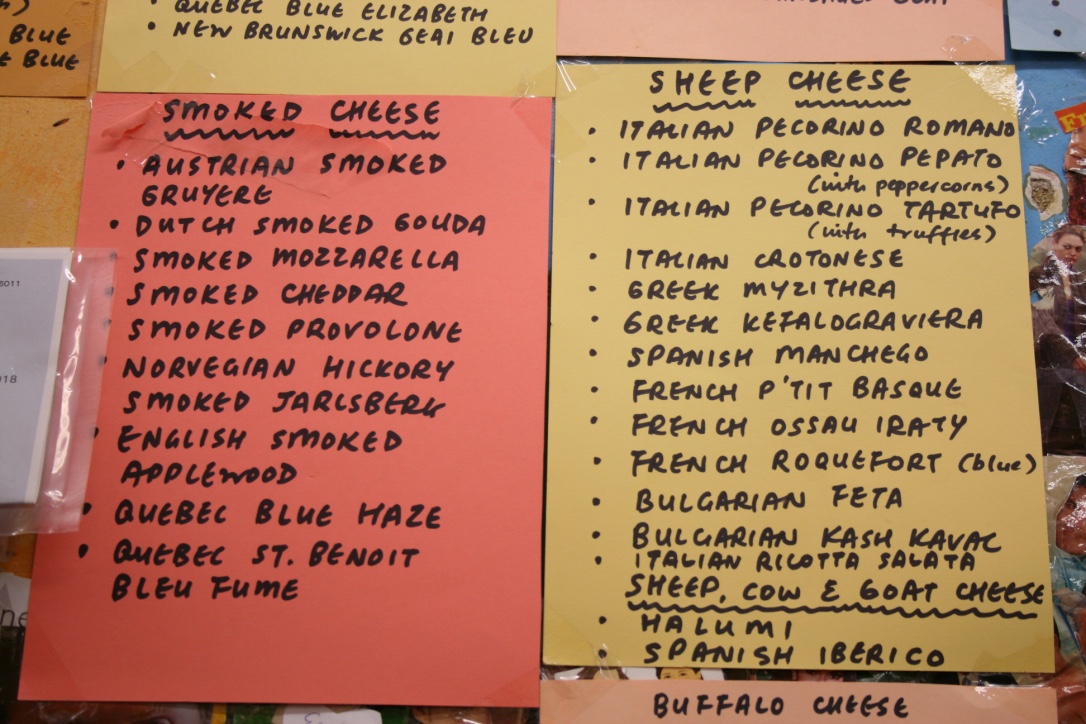 BLUE
BLUE
QUEBEC BLUE ELIZABETH
• NEW BRUNSWICK GEAI BLEU
SMOKED CHEESE
• AUSTRIAN SMOKED
GRUYERE
• DUTCH SMOKED GOUDA
SMOKED MOZZARELLA
• SMOKED CHEDDAR
SMOKED PROVOLONE
NORVEGIAN HICKORY
SMOKED JARLSBERG
• ENGLISH SMOKED
APPLEWOOD
• QUEBEC BLUE HAZE
• QUEBEC ST. BENOIT
BLEU FUME
SHEEP CHEESE
• ITALIAN PECORINO ROMANO
• ITALIAN PECORINO PEPATO
(with peppercorns)
• ITALIAN PECORINO TARTUFO
(with truffles)
• ITALIAN CROTONESE
• GREEK MYZITHRA
• GREEK KEFALOGRAVIERA
• SPANISH MANCHEGO
• FRENCH P'TIT BASQUE
• FRENCH OSSAU IRATY
• FRENCH ROQUEFORT (blue)
• BULGARIAN FETA
• BULGARIAN KASH KAVAL
• ITALIAN RICOTTA SALATA
SHEEP, COW & GOAT CHEESE
• HALUMI
• SPANISH IBERICO
BUFFALO CHEESE